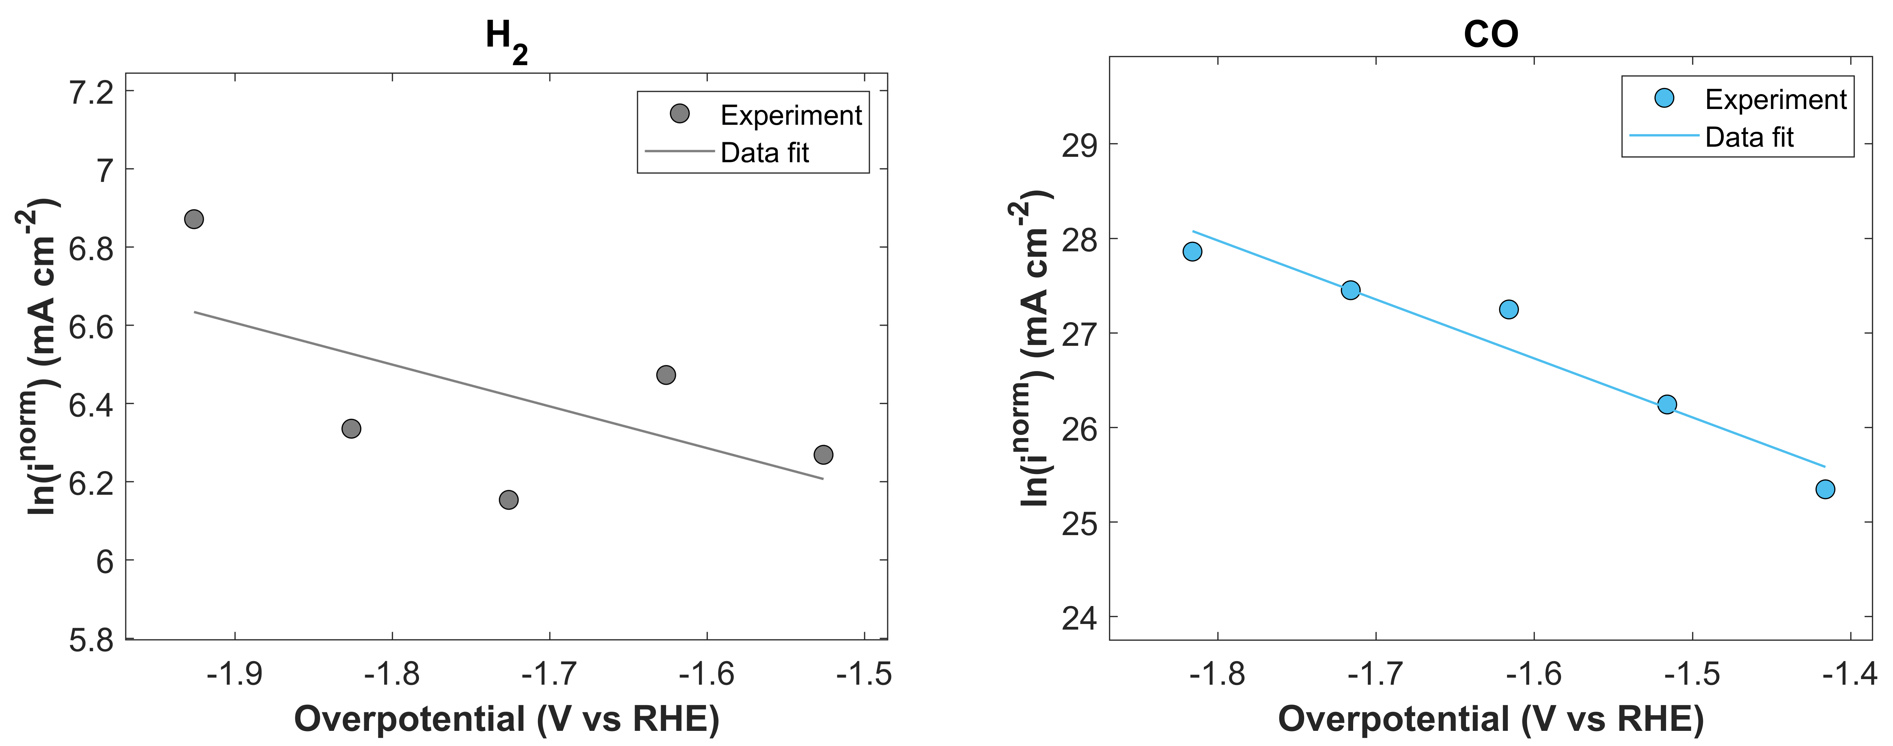 H2
7.2
7
6.8
6.6
6.4
6.2
6
5.8
-1.9
-1.8
-1.7
-1.6
-1.5
ln(i^norm) (mA cm^-2)
Overpotential (V vs RHE)
Experiment
Data fit
CO
29
28
27
26
25
24
-1.8
-1.7
-1.6
-1.5
-1.4
ln(i^norm) (mA cm^-2)
Overpotential (V vs RHE)
Experiment
Data fit